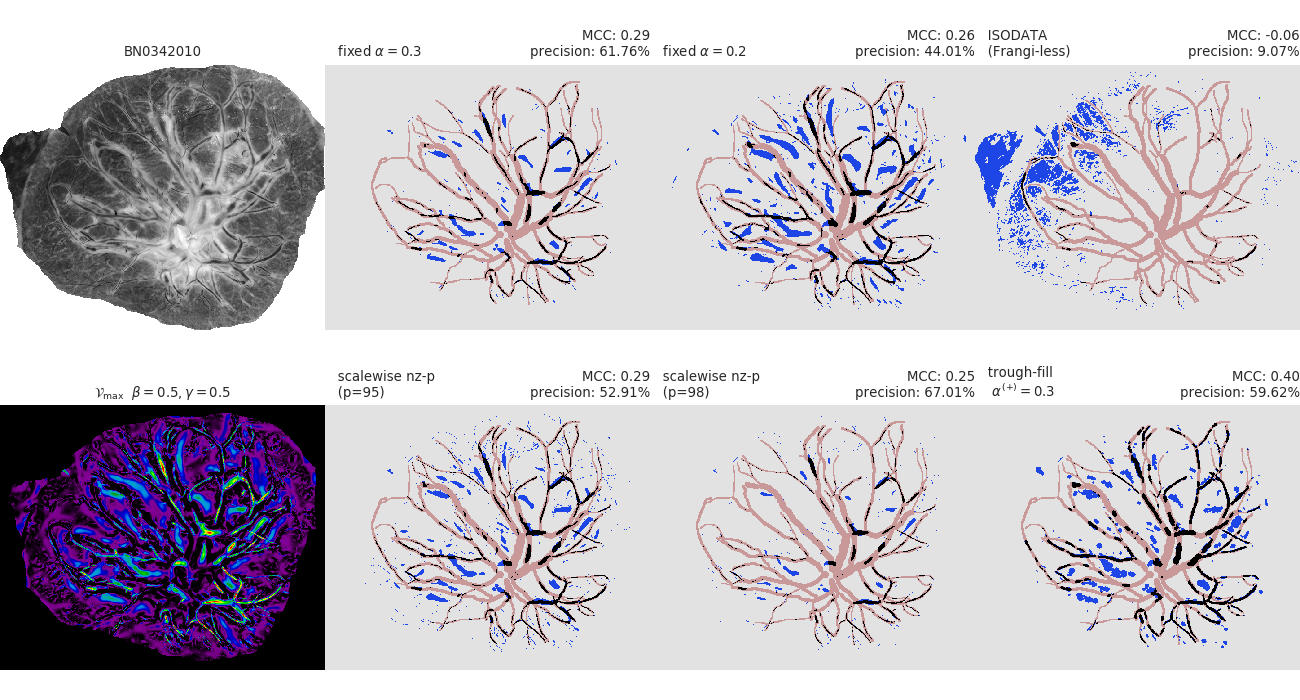 BN0342010
fixed α = 0.3
MCC: 0.29
precision: 61.76%
fixed α = 0.2
MCC: 0.26
precision: 44.01%
ISODATA
(Frangi-less)
MCC: -0.06
precision: 9.07%
𝒱max β = 0.5, γ = 0.5
scalewise nz-p
(p=95)
MCC: 0.29
precision: 52.91%
scalewise nz-p
(p=98)
MCC: 0.25
precision: 67.01%
trough-fill
α(+) = 0.3
MCC: 0.40
precision: 59.62%